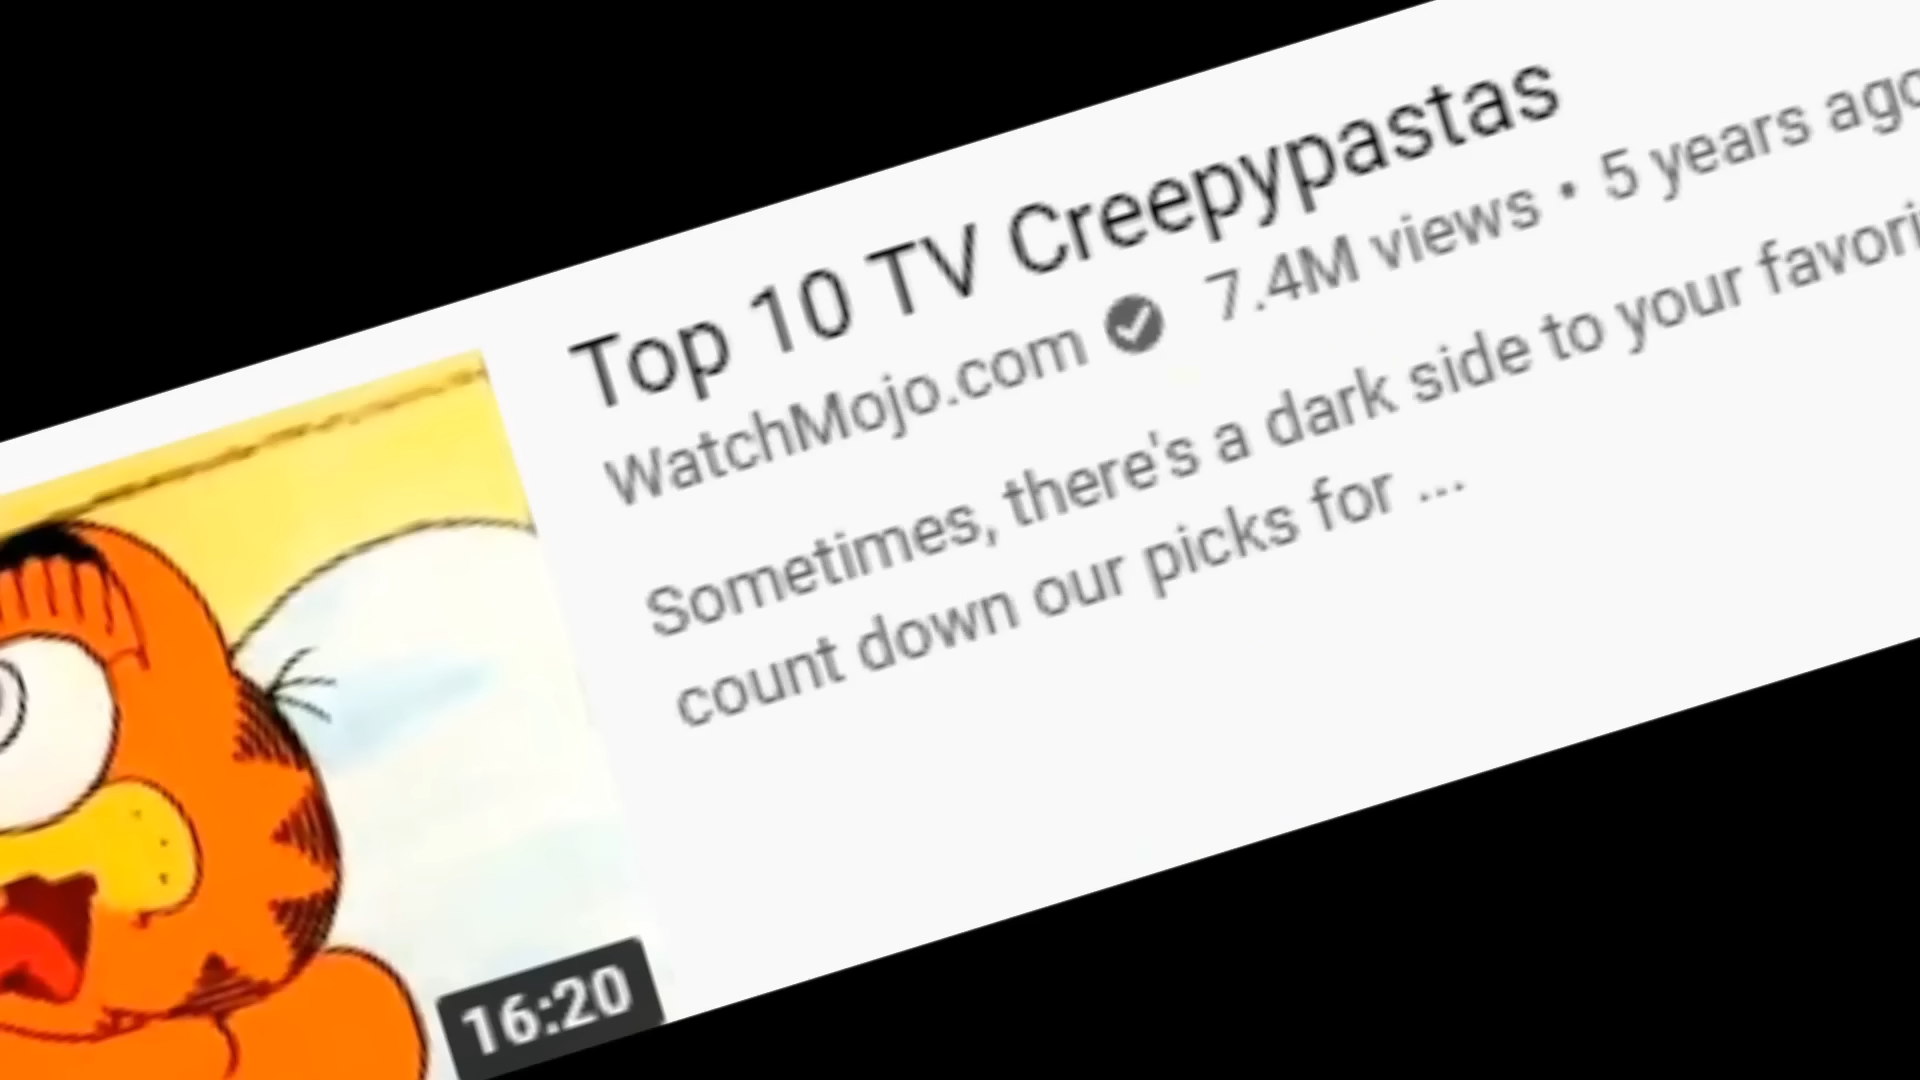 Top 10 TV Creepypastas
WatchMojo.com 7.4M views • 5 years ago
Sometimes, there's a dark side to your favori
count down our picks for ...
16:20